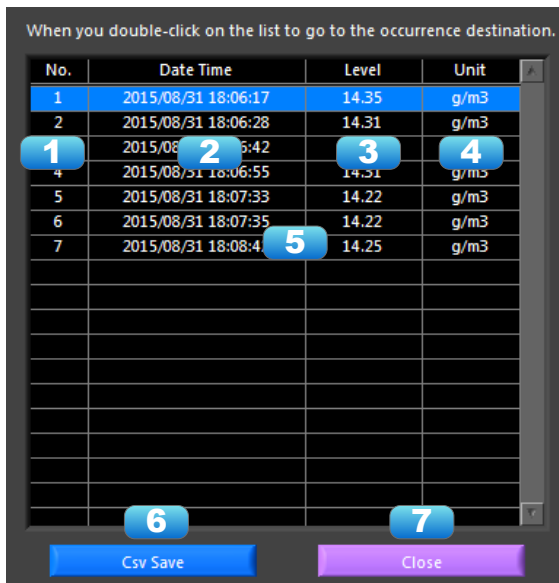 When you double-click on the list to go to the occurrence destination.
No. Date Time Level Unit
1 2015/08/31 18:06:17 14.35 g/m3
2 2015/08/31 18:06:28 14.31 g/m3
1 2 3 4
4 2015/08/31 18:06:55 14.31 g/m3
5 2015/08/31 18:07:33 14.22 g/m3
6 2015/08/31 18:07:35 14.22 g/m3
5
7 2015/08/31 14.25 g/m3
6 7
Csv Save Close